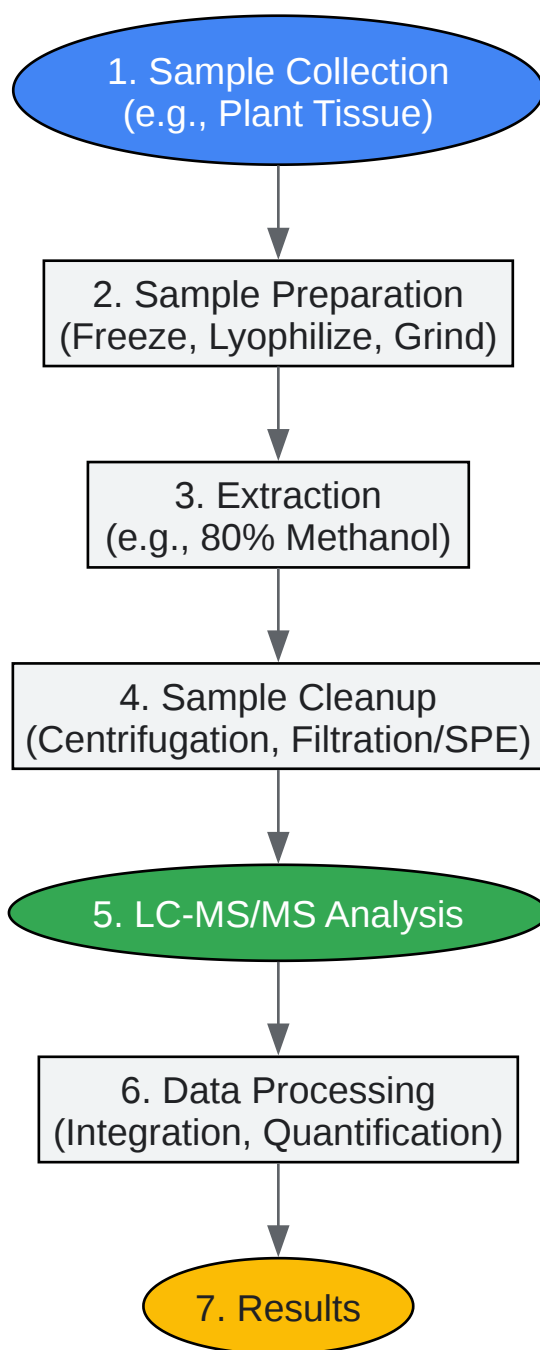 1. Sample Collection
(e.g., Plant Tissue)
2. Sample Preparation
(Freeze, Lyophilize, Grind)
3. Extraction
(e.g., 80% Methanol)
4. Sample Cleanup
(Centrifugation, Filtration/SPE)
5. LC-MS/MS Analysis
6. Data Processing
(Integration, Quantification)
7. Results